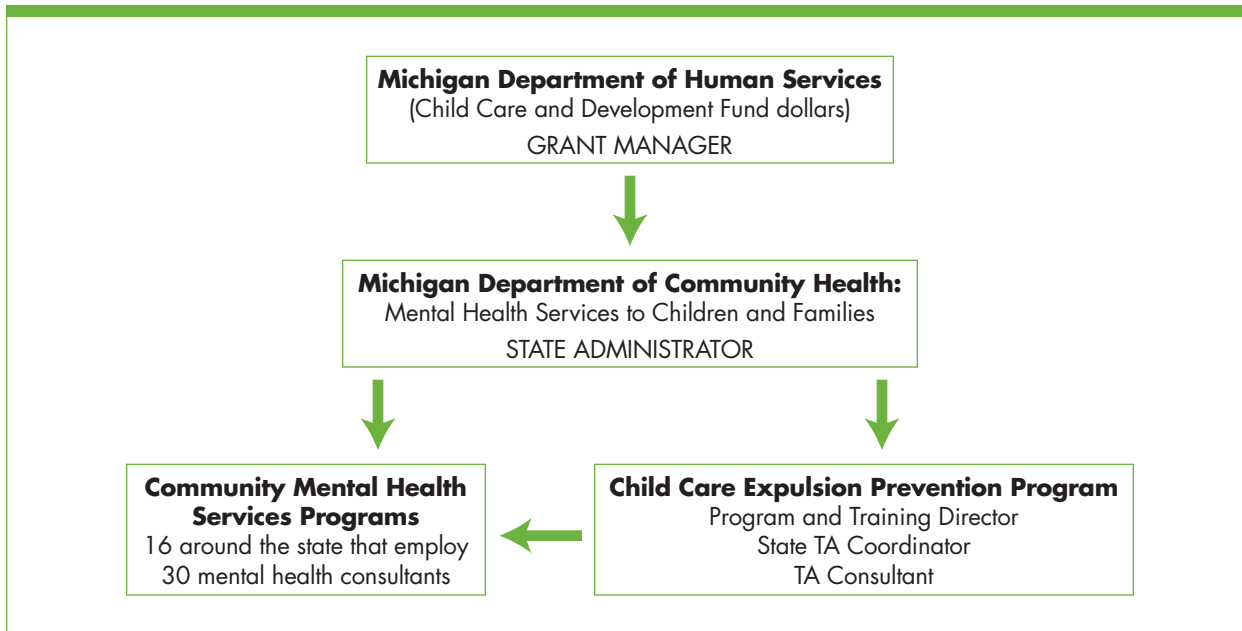 Michigan Department of Human Services
(Child Care and Development Fund dollars)
GRANT MANAGER
Michigan Department of Community Health:
Mental Health Services to Children and Families
STATE ADMINISTRATOR
Community Mental Health
Services Programs
16 around the state that employ
30 mental health consultants
Child Care Expulsion Prevention Program
Program and Training Director
State TA Coordinator
TA Consultant